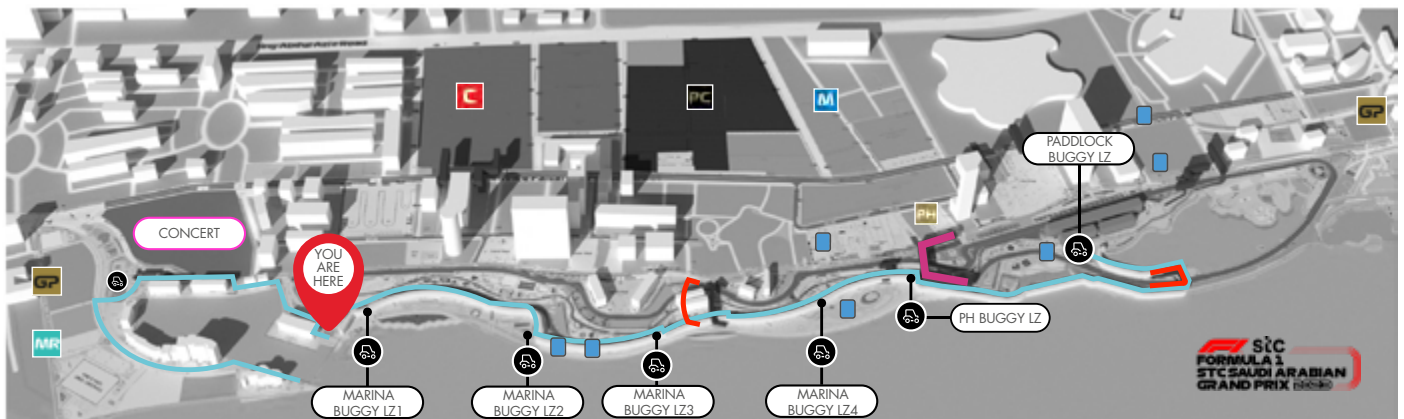 C
PC
M
GP
PADDLOCK
BUGGY LZ
PH
CONCERT
YOU
ARE
HERE
GP
MR
PH BUGGY LZ
MARINA
BUGGY LZ1
MARINA
BUGGY LZ2
MARINA
BUGGY LZ3
MARINA
BUGGY LZ4
stc
FORMULA 1
STC SAUDI ARABIAN
GRAND PRIX